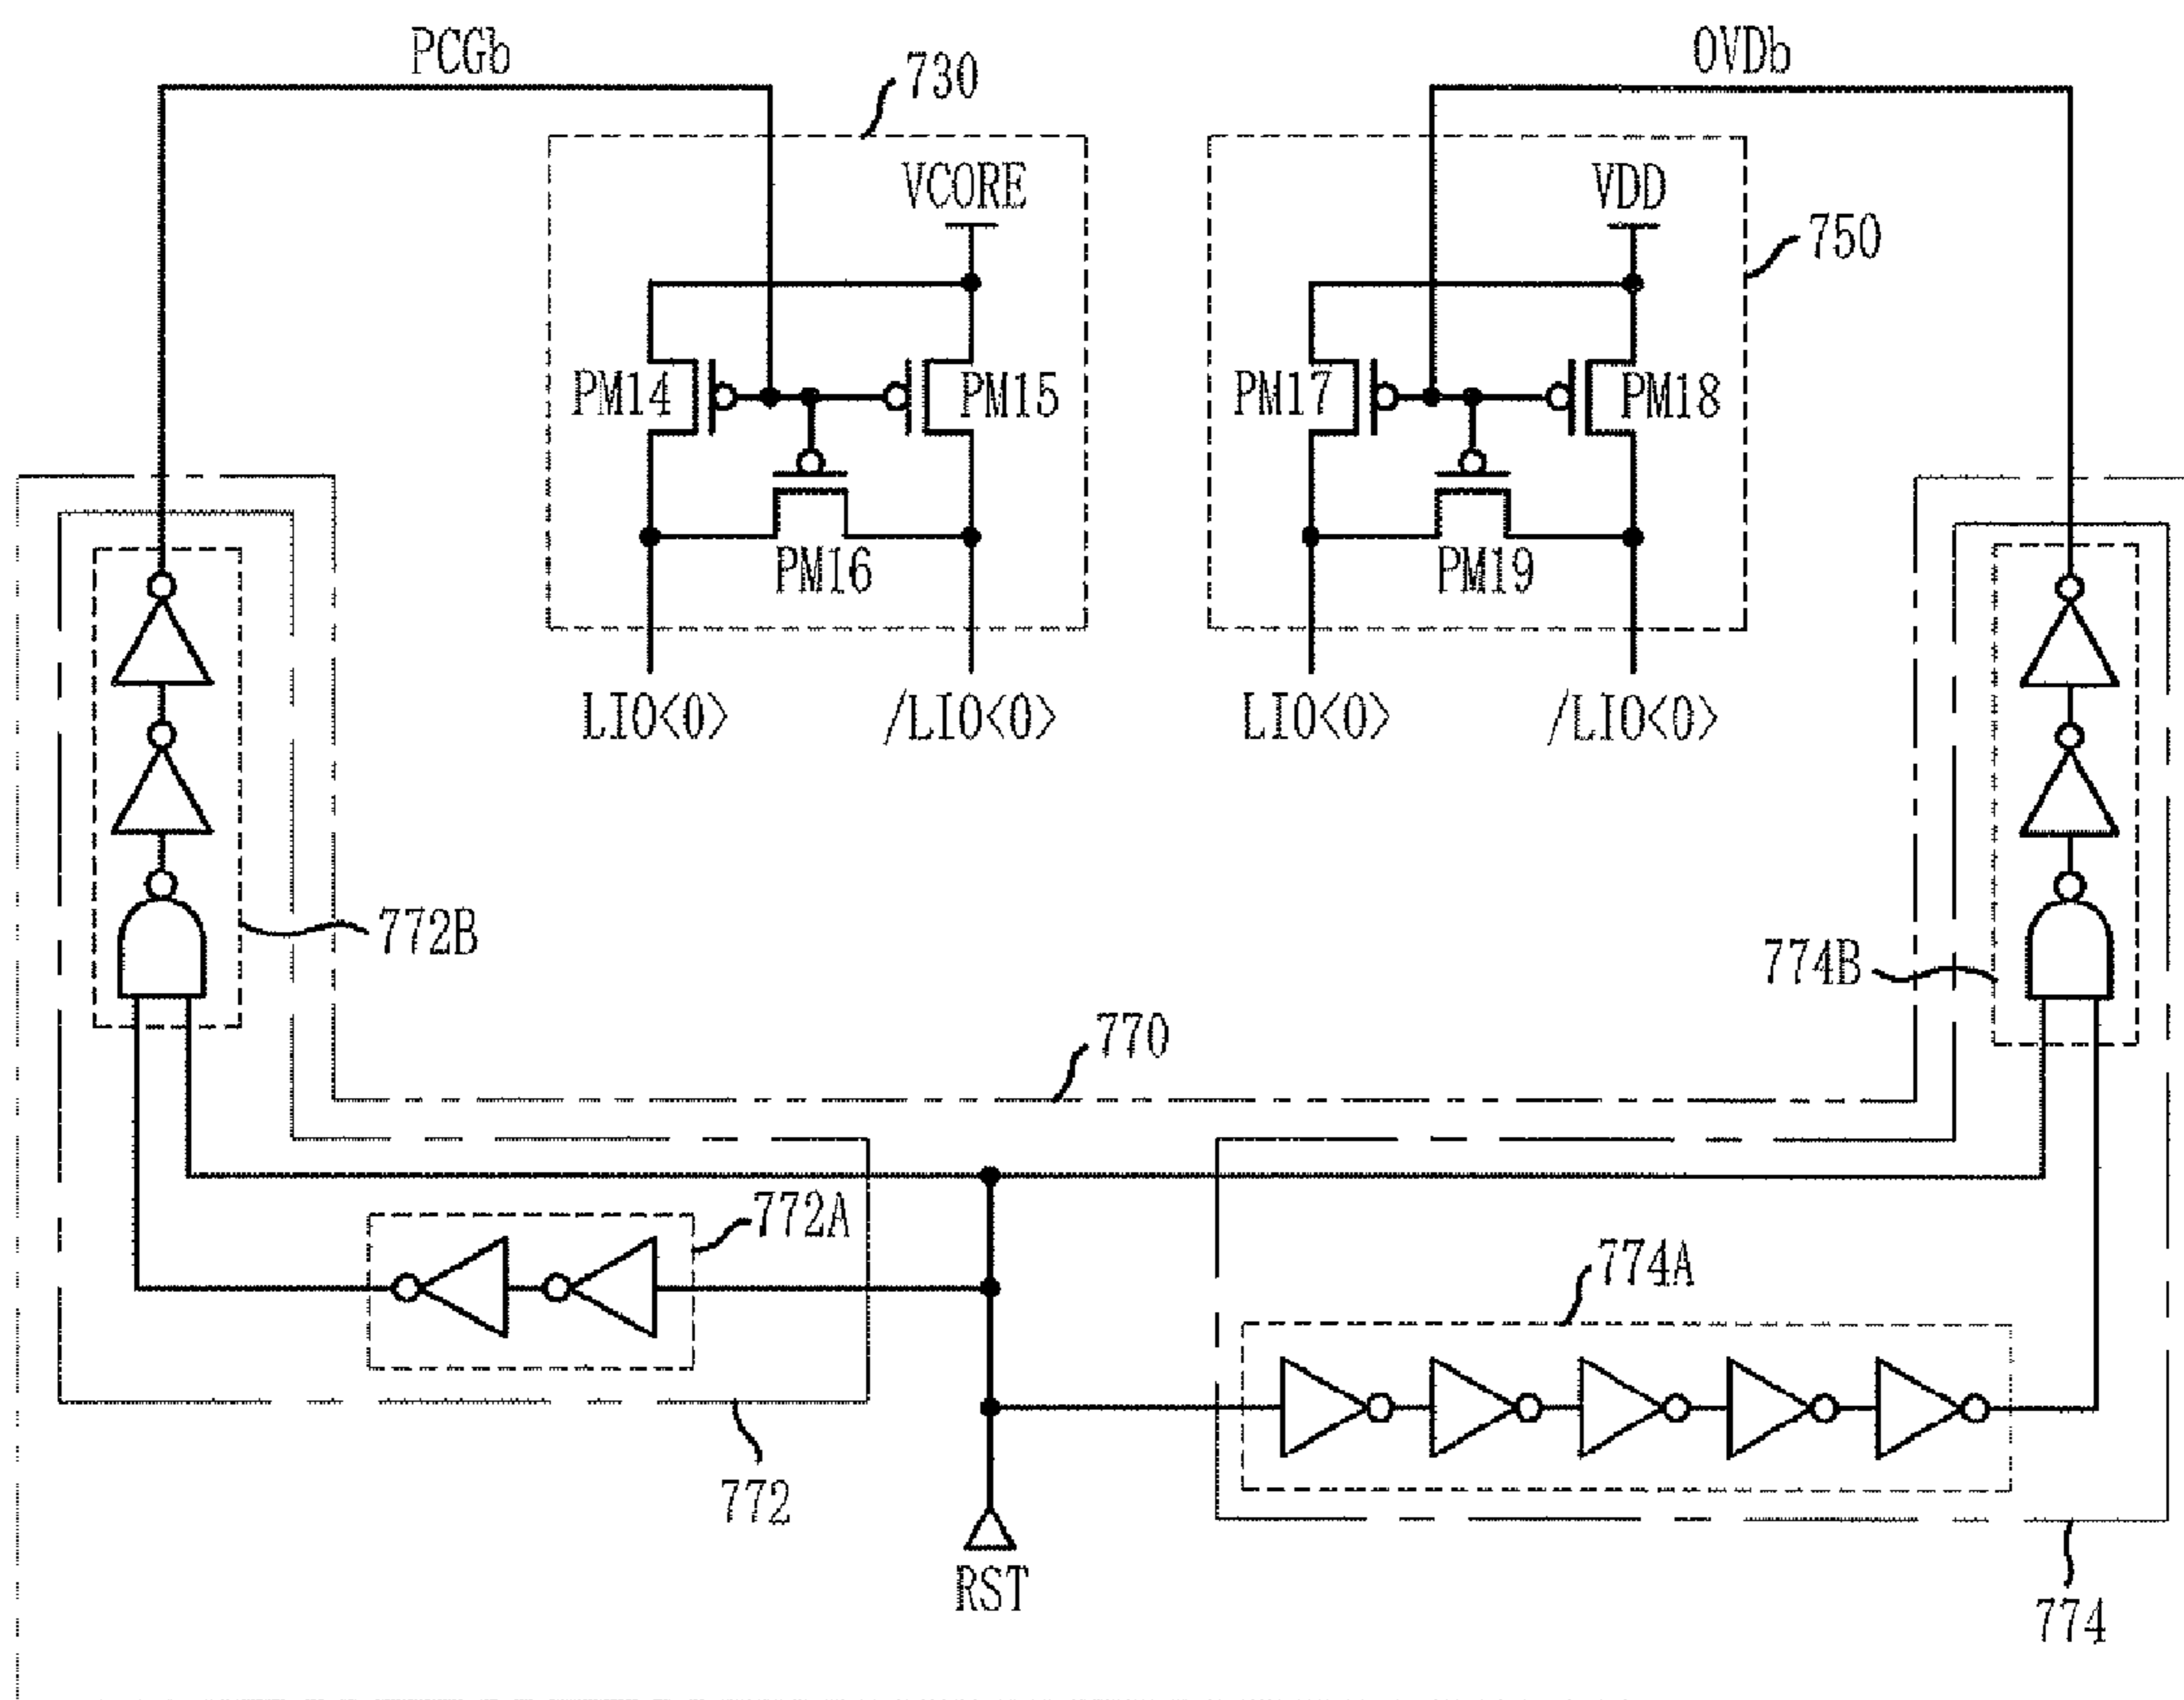 PCGb
OVDb
730
VCORE
VDD
750
PM14
PM15
PM17
PM18
PM16
PM19
LIO<0>
/LIO<0>
LIO<0>
/LIO<0>
772B
774B
770
772A
774A
772
RST
774